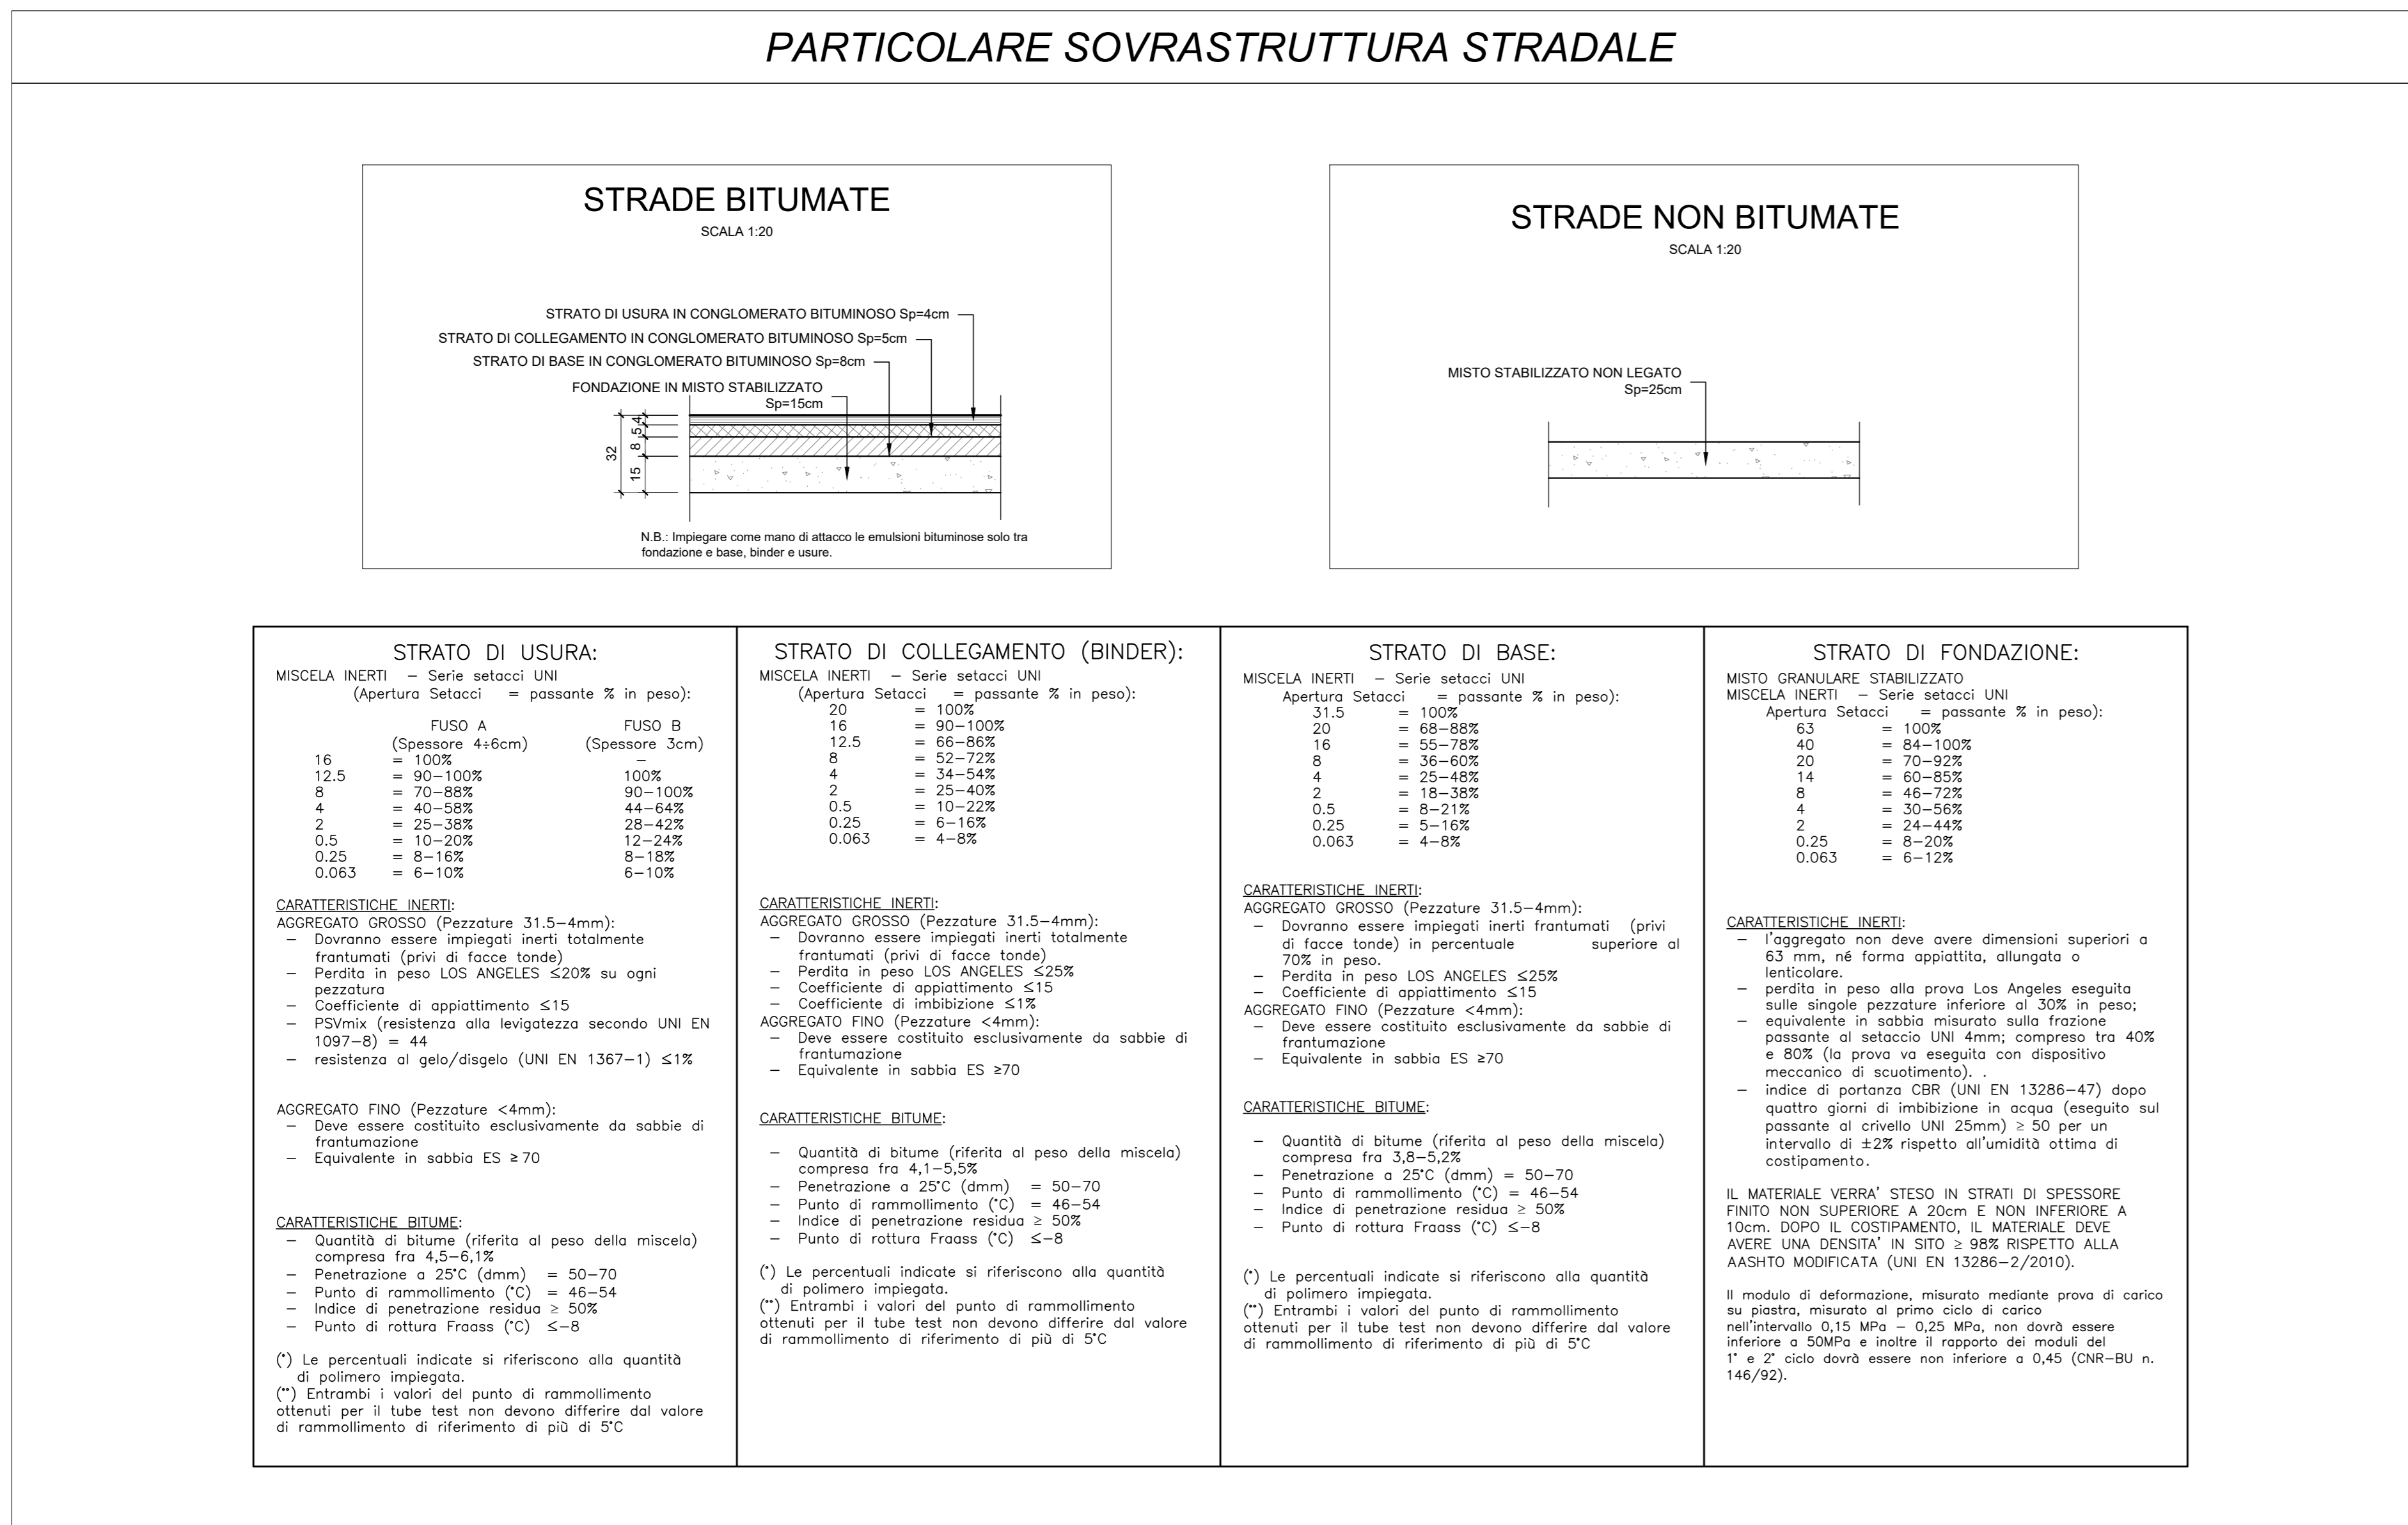 PARTICOLARE SOVRASTRUTTURA STRADALE
STRADE BITUMATE
SCALA 1:20
STRATO DI USURA IN CONGLOMERATO BITUMINOSO Sp=4cm
STRATO DI COLLEGAMENTO IN CONGLOMERATO BITUMINOSO Sp=5cm
STRATO DI BASE IN CONGLOMERATO BITUMINOSO Sp=8cm
FONDAZIONE IN MISTO STABILIZZATO
Sp=15cm
4
5
8
15
32
N.B.: Impiegare come mano di attacco le emulsioni bituminose solo tra
fondazione e base, binder e usure.
STRADE NON BITUMATE
SCALA 1:20
MISTO STABILIZZATO NON LEGATO
Sp=25cm
STRATO DI USURA:
MISCELA INERTI – Serie setacci UNI
(Apertura Setacci = passante % in peso):
FUSO A FUSO B
(Spessore 4÷6cm) (Spessore 3cm)
16 = 100% –
12.5 = 90–100% 100%
8 = 70–88% 90–100%
4 = 40–58% 44–64%
2 = 25–38% 28–42%
0.5 = 10–20% 12–24%
0.25 = 8–16% 8–18%
0.063 = 6–10% 6–10%
CARATTERISTICHE INERTI:
AGGREGATO GROSSO (Pezzature 31.5–4mm):
– Dovranno essere impiegati inerti totalmente
frantumati (privi di facce tonde)
– Perdita in peso LOS ANGELES ≤20% su ogni
pezzatura
– Coefficiente di appiattimento ≤15
– PSVmix (resistenza alla levigatezza secondo UNI EN
1097–8) = 44
– resistenza al gelo/disgelo (UNI EN 1367–1) ≤1%
AGGREGATO FINO (Pezzature <4mm):
– Deve essere costituito esclusivamente da sabbie di
frantumazione
– Equivalente in sabbia ES ≥70
CARATTERISTICHE BITUME:
– Quantità di bitume (riferita al peso della miscela)
compresa fra 4,5–6,1%
– Penetrazione a 25°C (dmm) = 50–70
– Punto di rammollimento (°C) = 46–54
– Indice di penetrazione residua ≥ 50%
– Punto di rottura Fraass (°C) ≤–8
(*) Le percentuali indicate si riferiscono alla quantità
di polimero impiegata.
(**) Entrambi i valori del punto di rammollimento
ottenuti per il tube test non devono differire dal valore
di rammollimento di riferimento di più di 5°C
STRATO DI COLLEGAMENTO (BINDER):
MISCELA INERTI – Serie setacci UNI
(Apertura Setacci = passante % in peso):
20 = 100%
16 = 90–100%
12.5 = 66–86%
8 = 52–72%
4 = 34–54%
2 = 25–40%
0.5 = 10–22%
0.25 = 6–16%
0.063 = 4–8%
CARATTERISTICHE INERTI:
AGGREGATO GROSSO (Pezzature 31.5–4mm):
– Dovranno essere impiegati inerti totalmente
frantumati (privi di facce tonde)
– Perdita in peso LOS ANGELES ≤25%
– Coefficiente di appiattimento ≤15
– Coefficiente di imbibizione ≤1%
AGGREGATO FINO (Pezzature <4mm):
– Deve essere costituito esclusivamente da sabbie di
frantumazione
– Equivalente in sabbia ES ≥70
CARATTERISTICHE BITUME:
– Quantità di bitume (riferita al peso della miscela)
compresa fra 4,1–5,5%
– Penetrazione a 25°C (dmm) = 50–70
– Punto di rammollimento (°C) = 46–54
– Indice di penetrazione residua ≥ 50%
– Punto di rottura Fraass (°C) ≤–8
(*) Le percentuali indicate si riferiscono alla quantità
di polimero impiegata.
(**) Entrambi i valori del punto di rammollimento
ottenuti per il tube test non devono differire dal valore
di rammollimento di riferimento di più di 5°C
STRATO DI BASE:
MISCELA INERTI – Serie setacci UNI
Apertura Setacci = passante % in peso):
31.5 = 100%
20 = 68–88%
16 = 55–78%
8 = 36–60%
4 = 25–48%
2 = 18–38%
0.5 = 8–21%
0.25 = 5–16%
0.063 = 4–8%
CARATTERISTICHE INERTI:
AGGREGATO GROSSO (Pezzature 31.5–4mm):
– Dovranno essere impiegati inerti frantumati (privi
di facce tonde) in percentuale superiore al
70% in peso.
– Perdita in peso LOS ANGELES ≤25%
– Coefficiente di appiattimento ≤15
AGGREGATO FINO (Pezzature <4mm):
– Deve essere costituito esclusivamente da sabbie di
frantumazione
– Equivalente in sabbia ES ≥70
CARATTERISTICHE BITUME:
– Quantità di bitume (riferita al peso della miscela)
compresa fra 3,8–5,2%
– Penetrazione a 25°C (dmm) = 50–70
– Punto di rammollimento (°C) = 46–54
– Indice di penetrazione residua ≥ 50%
– Punto di rottura Fraass (°C) ≤–8
(*) Le percentuali indicate si riferiscono alla quantità
di polimero impiegata.
(**) Entrambi i valori del punto di rammollimento
ottenuti per il tube test non devono differire dal valore
di rammollimento di riferimento di più di 5°C
STRATO DI FONDAZIONE:
MISTO GRANULARE STABILIZZATO
MISCELA INERTI – Serie setacci UNI
Apertura Setacci = passante % in peso):
63 = 100%
40 = 84–100%
20 = 70–92%
14 = 60–85%
8 = 46–72%
4 = 30–56%
2 = 24–44%
0.25 = 8–20%
0.063 = 6–12%
CARATTERISTICHE INERTI:
– l'aggregato non deve avere dimensioni superiori a
63 mm, né forma appiattita, allungata o
lenticolare.
– perdita in peso alla prova Los Angeles eseguita
sulle singole pezzature inferiore al 30% in peso;
– equivalente in sabbia misurato sulla frazione
passante al setaccio UNI 4mm; compreso tra 40%
e 80% (la prova va eseguita con dispositivo
meccanico di scuotimento). .
– indice di portanza CBR (UNI EN 13286–47) dopo
quattro giorni di imbibizione in acqua (eseguito sul
passante al crivello UNI 25mm) ≥ 50 per un
intervallo di ±2% rispetto all'umidità ottima di
costipamento.
IL MATERIALE VERRA' STESO IN STRATI DI SPESSORE
FINITO NON SUPERIORE A 20cm E NON INFERIORE A
10cm. DOPO IL COSTIPAMENTO, IL MATERIALE DEVE
AVERE UNA DENSITA' IN SITO ≥ 98% RISPETTO ALLA
AASHTO MODIFICATA (UNI EN 13286–2/2010).
Il modulo di deformazione, misurato mediante prova di carico
su piastra, misurato al primo ciclo di carico
nell'intervallo 0,15 MPa – 0,25 MPa, non dovrà essere
inferiore a 50MPa e inoltre il rapporto dei moduli del
1° e 2° ciclo dovrà essere non inferiore a 0,45 (CNR–BU n.
146/92).